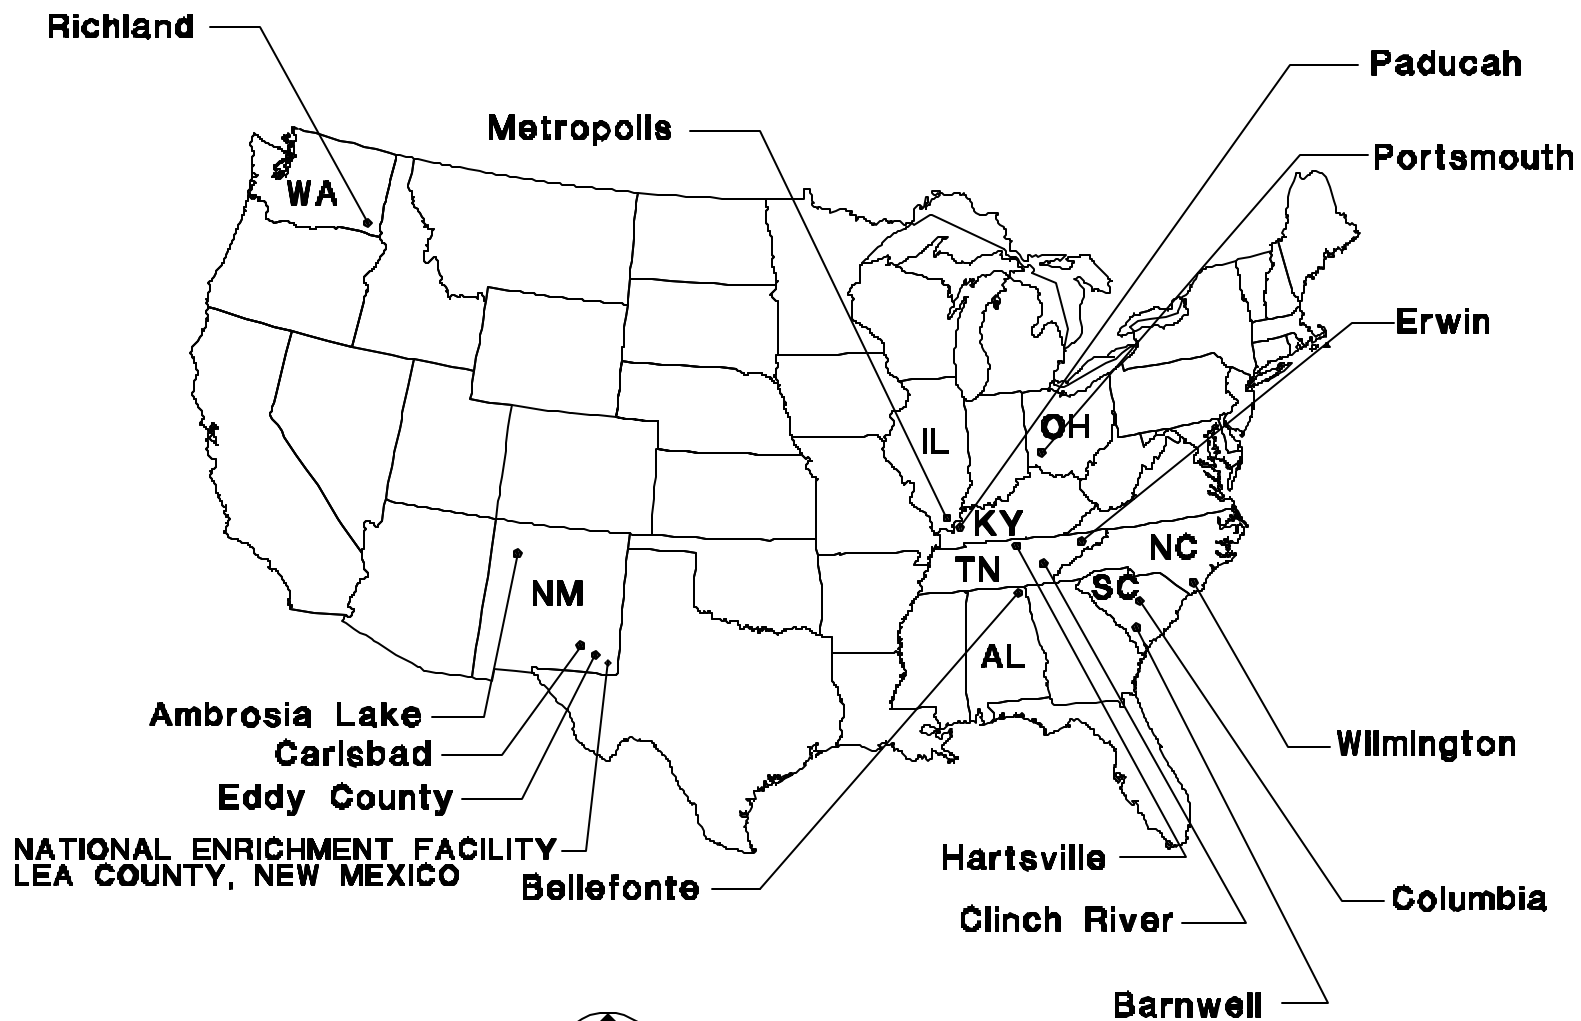 Richland
Paducah
Metropolis
Portsmouth
WA
Erwin
IL
OH
KY
NC
TN
SC
NM
AL
Ambrosia Lake
Carlsbad
Wilmington
Eddy County
NATIONAL ENRICHMENT FACILITY
LEA COUNTY, NEW MEXICO
Hartsville
Bellefonte
Columbia
Clinch River
Barnwell